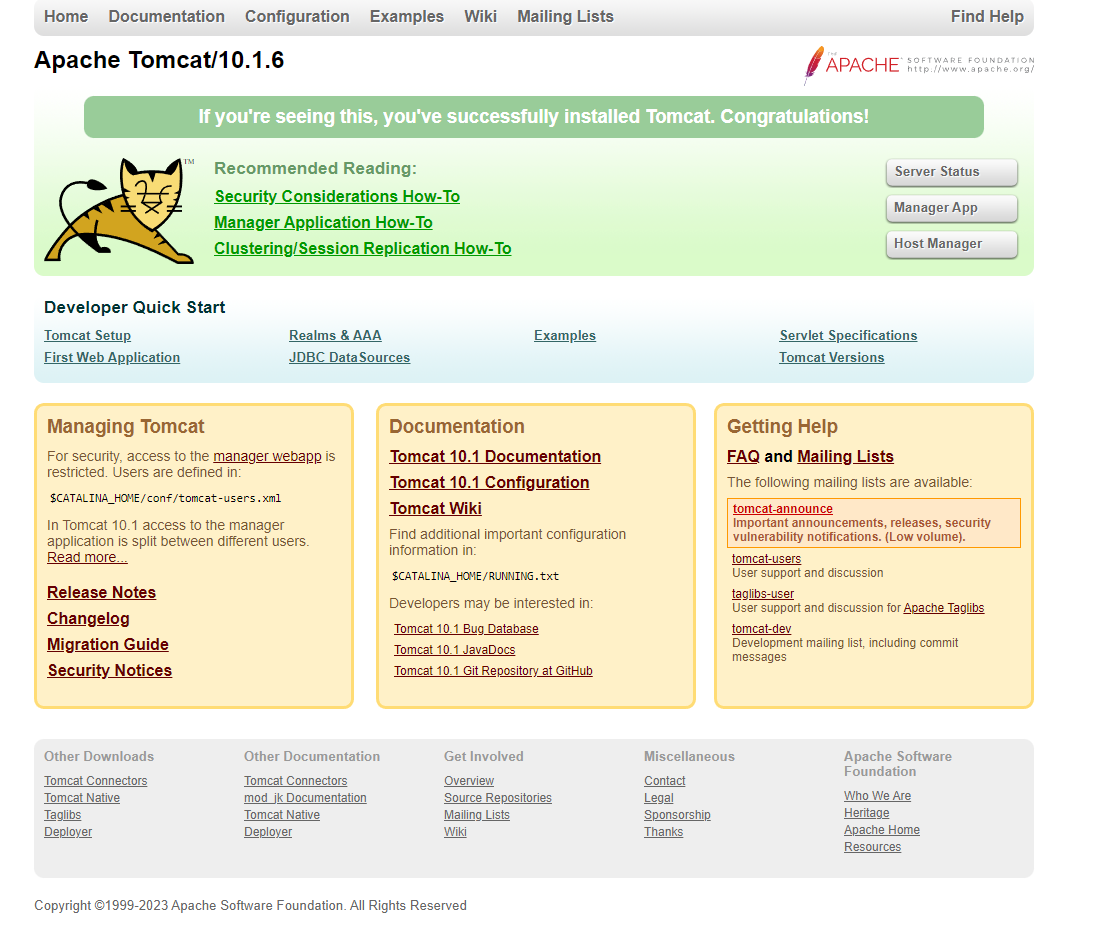 Home Documentation Configuration Examples Wiki Mailing Lists Find Help
Apache Tomcat/10.1.6
THE
APACHE
SOFTWARE FOUNDATION
http://www.apache.org/
If you're seeing this, you've successfully installed Tomcat. Congratulations!
TM
Recommended Reading:
Security Considerations How-To
Manager Application How-To
Clustering/Session Replication How-To
Server Status
Manager App
Host Manager
Developer Quick Start
Tomcat Setup
First Web Application
Realms & AAA
JDBC DataSources
Examples
Servlet Specifications
Tomcat Versions
Managing Tomcat
For security, access to the manager webapp is
restricted. Users are defined in:
$CATALINA_HOME/conf/tomcat-users.xml
In Tomcat 10.1 access to the manager
application is split between different users.
Read more...
Release Notes
Changelog
Migration Guide
Security Notices
Documentation
Tomcat 10.1 Documentation
Tomcat 10.1 Configuration
Tomcat Wiki
Find additional important configuration
information in:
$CATALINA_HOME/RUNNING.txt
Developers may be interested in:
Tomcat 10.1 Bug Database
Tomcat 10.1 JavaDocs
Tomcat 10.1 Git Repository at GitHub
Getting Help
FAQ and Mailing Lists
The following mailing lists are available:
tomcat-announce
Important announcements, releases, security
vulnerability notifications. (Low volume).
tomcat-users
User support and discussion
taglibs-user
User support and discussion for Apache Taglibs
tomcat-dev
Development mailing list, including commit
messages
Other Downloads
Tomcat Connectors
Tomcat Native
Taglibs
Deployer
Other Documentation
Tomcat Connectors
mod_jk Documentation
Tomcat Native
Deployer
Get Involved
Overview
Source Repositories
Mailing Lists
Wiki
Miscellaneous
Contact
Legal
Sponsorship
Thanks
Apache Software
Foundation
Who We Are
Heritage
Apache Home
Resources
Copyright ©1999-2023 Apache Software Foundation. All Rights Reserved